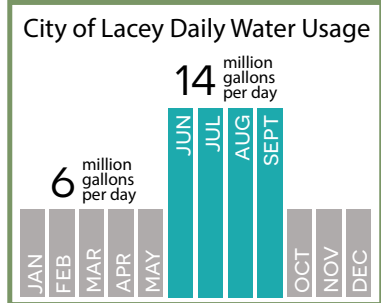 City of Lacey Daily Water Usage
14 million gallons per day
6 million gallons per day
JAN
FEB
MAR
APR
MAY
JUN
JUL
AUG
SEPT
OCT
NOV
DEC